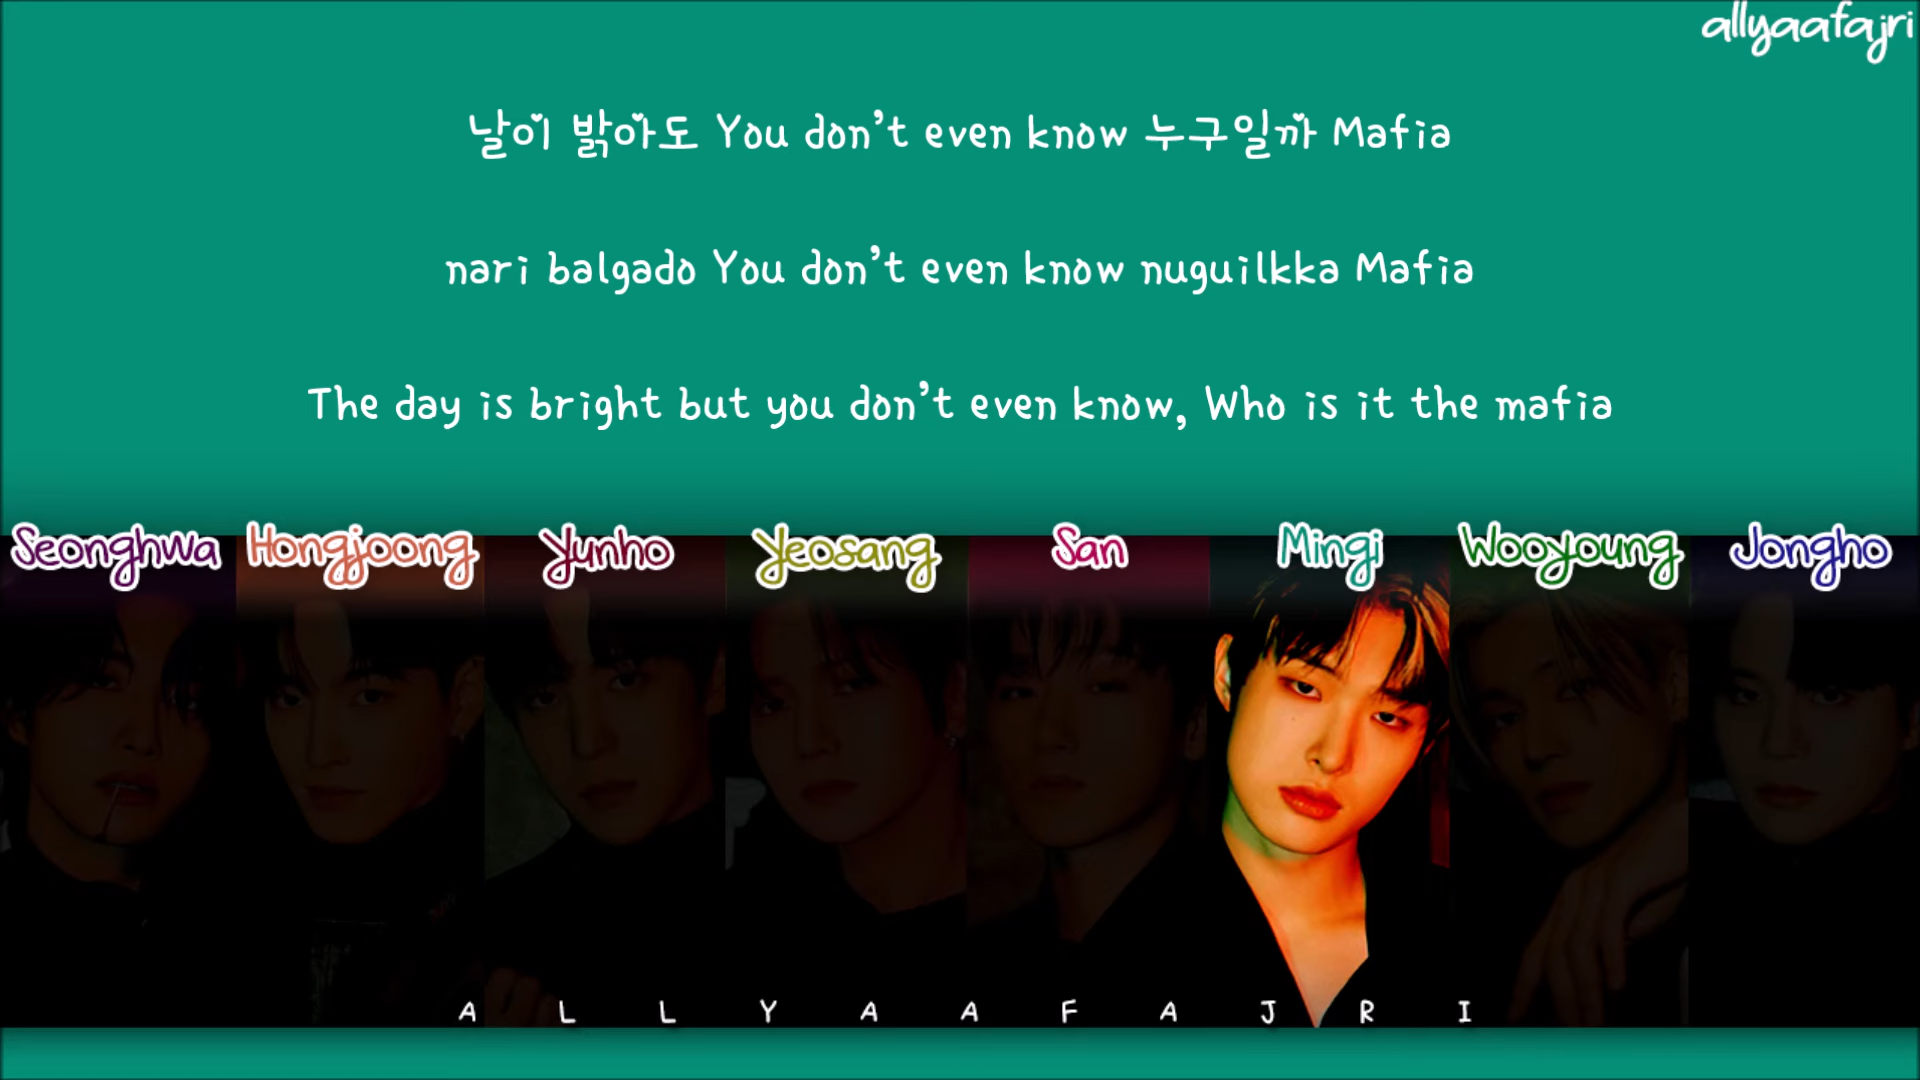 allyaafajri
날이 밝아도 You don't even know 누구일까 Mafia
nari balgado You don't even know nuguilkka Mafia
The day is bright but you don't even know, Who is it the mafia
Seonghwa Hongjoong Yunho Yeosang San Mingi Wooyoung Jongho
A L L Y A A F A J R I